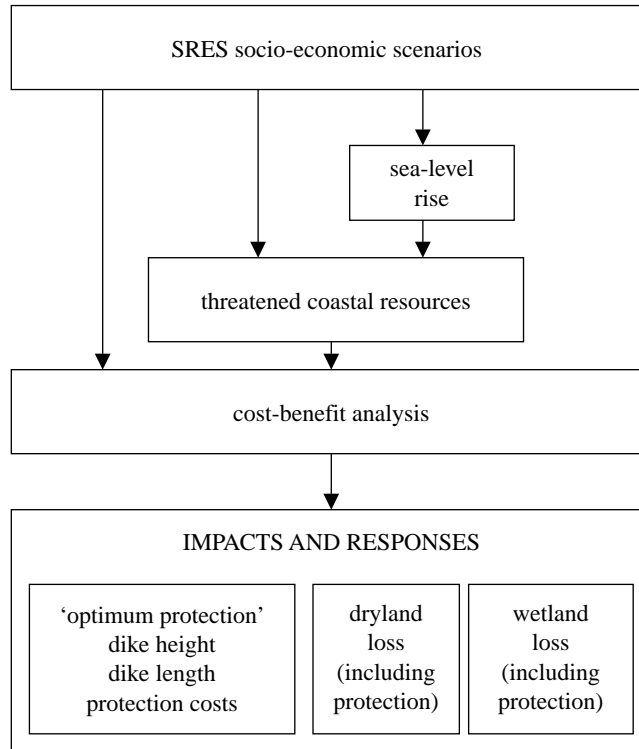 SRES socio-economic scenarios
sea-level
rise
threatened coastal resources
cost-benefit analysis
IMPACTS AND RESPONSES
‘optimum protection’
dike height
dike length
protection costs
dryland
loss
(including
protection)
wetland
loss
(including
protection)